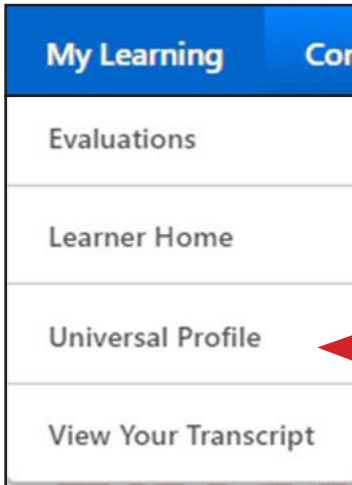 My Learning
Evaluations
Learner Home
Universal Profile
View Your Transcript